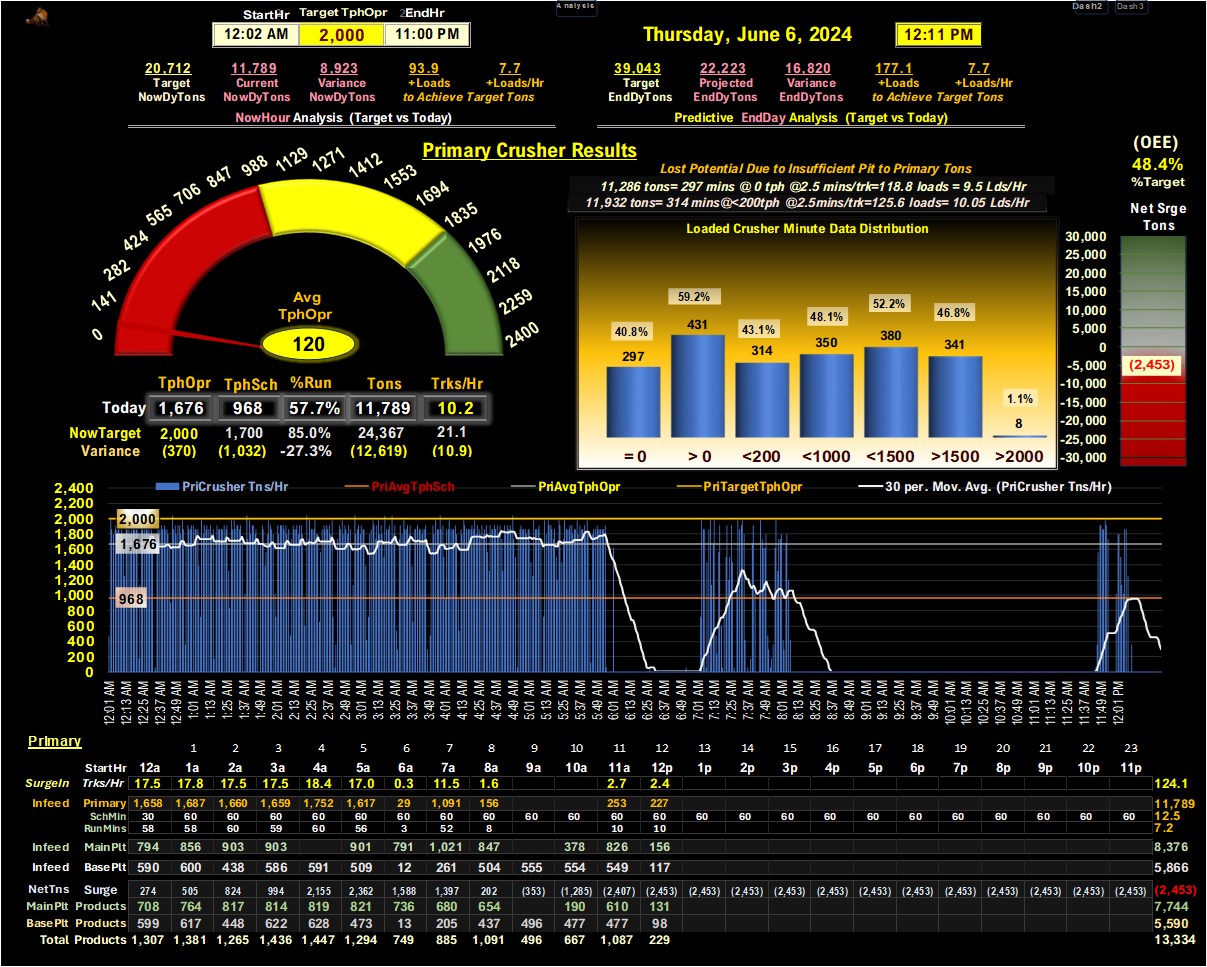 Analysis
Dash2 Dash3
StartHr Target TphOpr 2EndHr
12:02 AM 2,000 11:00 PM
Thursday, June 6, 2024 12:11 PM
20,712 11,789 8,923 93.9 7.7
Target Current Variance +Loads +Loads/Hr
NowDyTons NowDyTons NowDyTons to Achieve Target Tons
NowHour Analysis (Target vs Today)
39,043 22,223 16,820 177.1 7.7
Target Projected Variance +Loads +Loads/Hr
EndDyTons EndDyTons EndDyTons to Achieve Target Tons
Predictive EndDay Analysis (Target vs Today)
Primary Crusher Results
0 141 282 424 565 706 847 988 1129 1271 1412 1553 1694 1835 1976 2118 2259 2400
Avg
TphOpr
120
TphOpr TphSch %Run Tons Trks/Hr
Today 1,676 968 57.7% 11,789 10.2
NowTarget 2,000 1,700 85.0% 24,367 21.1
Variance (370) (1,032) -27.3% (12,619) (10.9)
Lost Potential Due to Insufficient Pit to Primary Tons
11,286 tons= 297 mins @ 0 tph @2.5 mins/trk=118.8 loads = 9.5 Lds/Hr
11,932 tons= 314 mins@<200tph @2.5mins/trk=125.6 loads= 10.05 Lds/Hr
Loaded Crusher Minute Data Distribution
40.8% 59.2% 43.1% 48.1% 52.2% 46.8% 1.1%
297 431 314 350 380 341 8
= 0 > 0 <200 <1000 <1500 >1500 >2000
(OEE)
48.4%
%Target
Net Srge
Tons
30,000
25,000
15,000
10,000
5,000
0
-5,000
-10,000
-15,000
20,000
-25,000
-30,000
(2,453)
PriCrusher Tns/Hr PriAvgTphSch PriAvgTphOpr PriTargetTphOpr 30 per. Mov. Avg. (PriCrusher Tns/Hr)
2,400
2,200
2,000
1,800
1,600
1,400
1,200
1,000
800
600
400
200
0
2,000
1,676
968
12:01 AM 12:13 AM 12:25 AM 12:37 AM 12:49 AM 1:01 AM 1:13 AM 1:25 AM 1:37 AM 1:49 AM 2:01 AM 2:13 AM 2:25 AM 2:37 AM 2:49 AM 3:01 AM 3:13 AM 3:25 AM 3:37 AM 3:49 AM 4:01 AM 4:13 AM 4:25 AM 4:37 AM 4:49 AM 5:01 AM 5:13 AM 5:25 AM 5:37 AM 5:49 AM 6:01 AM 6:13 AM 6:25 AM 6:37 AM 6:49 AM 7:01 AM 7:13 AM 7:25 AM 7:37 AM 7:49 AM 8:01 AM 8:13 AM 8:25 AM 8:37 AM 8:49 AM 9:01 AM 9:13 AM 9:25 AM 9:37 AM 9:49 AM 10:01 AM 10:13 AM 10:25 AM 10:37 AM 10:49 AM 11:01 AM 11:13 AM 11:25 AM 11:37 AM 11:49 AM 12:01 PM
Primary
1 2 3 4 5 6 7 8 9 10 11 12 13 14 15 16 17 18 19 20 21 22 23
StartHr 12a 1a 2a 3a 4a 5a 6a 7a 8a 9a 10a 11a 12p 1p 2p 3p 4p 5p 6p 7p 8p 9p 10p 11p
SurgeIn Trks/Hr 17.5 17.8 17.5 17.5 18.4 17.0 0.3 11.5 1.6 2.7 2.4 124.1
Infeed Primary 1,658 1,687 1,660 1,659 1,752 1,617 29 1,091 156 253 227 11,789
SchMin 30 60 60 60 60 60 60 60 60 60 60 60 60 60 60 60 60 60 60 60 60 60 60 60 12.5
RunMins 58 58 60 59 60 56 3 52 8 10 10 7.2
Infeed MainPlt 794 856 903 903 901 791 1,021 847 378 826 156 8,376
Infeed BasePlt 590 600 438 586 591 509 12 261 504 555 554 549 117 5,866
NetTns Surge 274 505 824 994 2,155 2,362 1,588 1,397 202 (353) (1,285) (2,407) (2,453) (2,453) (2,453) (2,453) (2,453) (2,453) (2,453) (2,453) (2,453) (2,453) (2,453) (2,453) (2,453)
MainPlt Products 708 764 817 814 819 821 736 680 654 190 610 131 7,744
BasePlt Products 599 617 448 622 628 473 13 205 437 496 477 477 98 5,590
Total Products 1,307 1,381 1,265 1,436 1,447 1,294 749 885 1,091 496 667 1,087 229 13,334